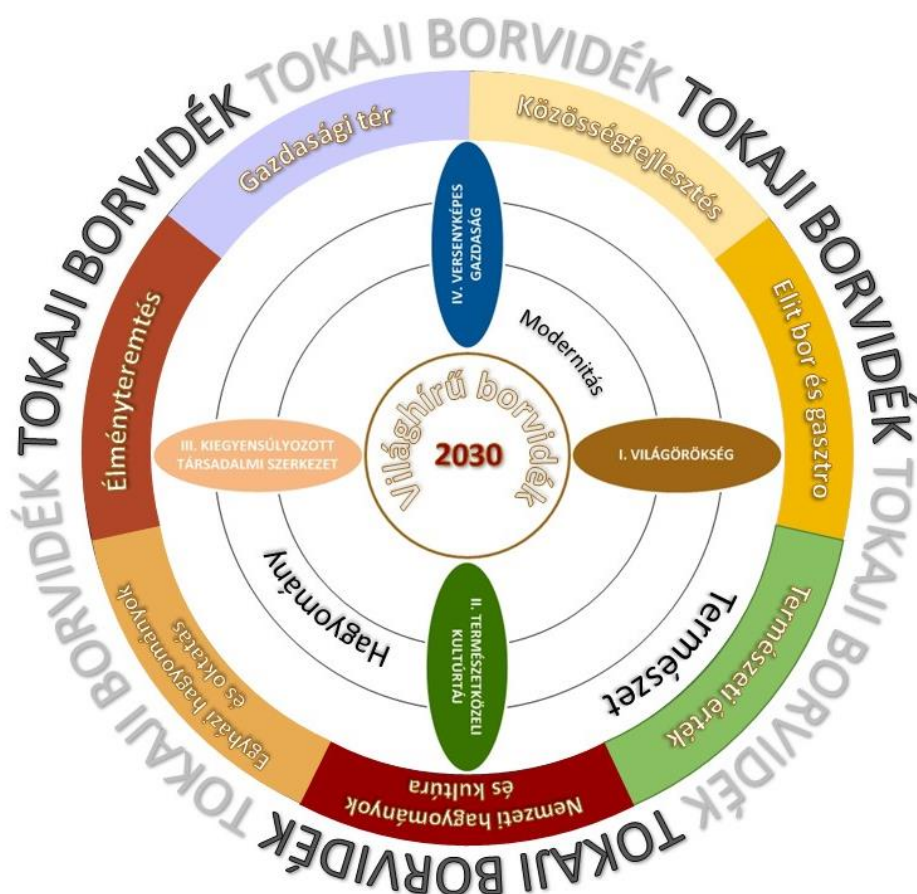 TOKAJI BORVIDÉK
TOKAJI BORVIDÉK
TOKAJI BORVIDÉK
TOKAJI BORVIDÉK
TOKAJI BORVIDÉK
TOKAJI BORVIDÉK
TOKAJI BORVIDÉK
TOKAJI BORVIDÉK
Gazdasági tér
Közösségfejlesztés
Elit bor és gasztro
Természeti érték
Nemzeti hagyományok
és kultúra
Egyházi hagyományok
és oktatás
Élményteremtés
IV. VERSENYKÉPES
GAZDASÁG
Modernitás
I. VILÁGÖRÖKSÉG
Természet
II. TERMÉSZETKÖZELI
KULTÚRTÁJ
Hagyomány
III. KIEGYENSÚLYOZOTT
TÁRSADALMI SZERKEZET
Világhírű borvidék
2030